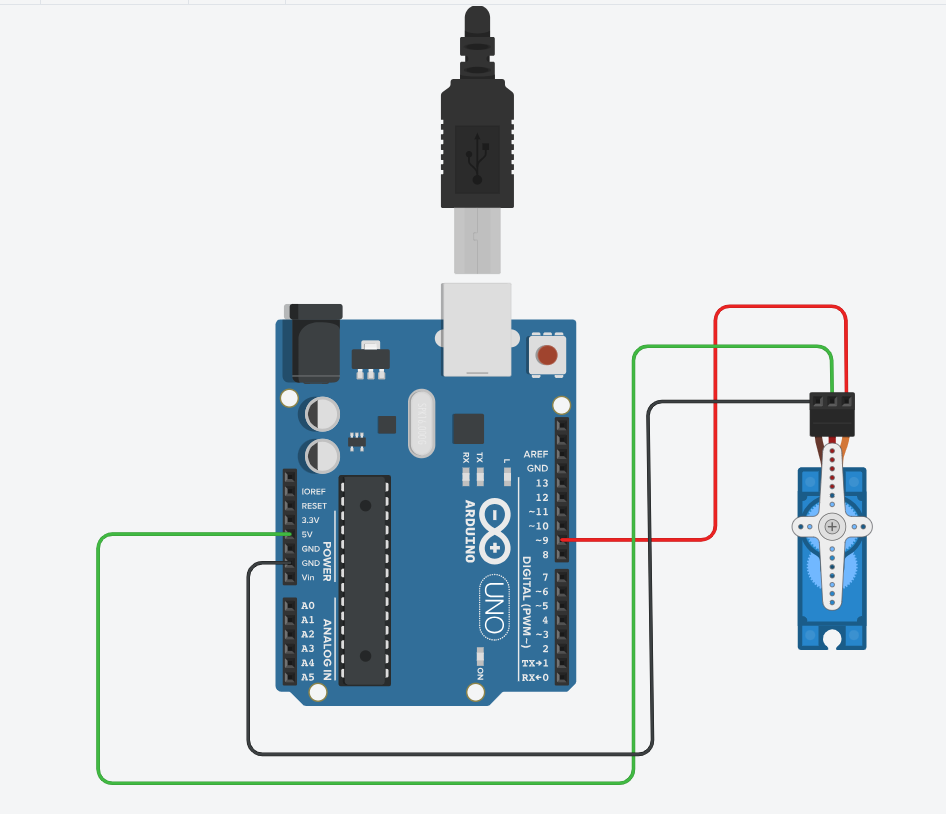 AREF
GND
13
12
~11
~10
~9
8
7
~6
~5
4
~3
2
TX→1
RX←0
RX
TX
L
ARDUINO
UNO
DIGITAL (PWM~)
ON
IOREF
RESET
3.3V
5V
GND
GND
Vin
POWER
A0
A1
A2
A3
A4
A5
ANALOG IN